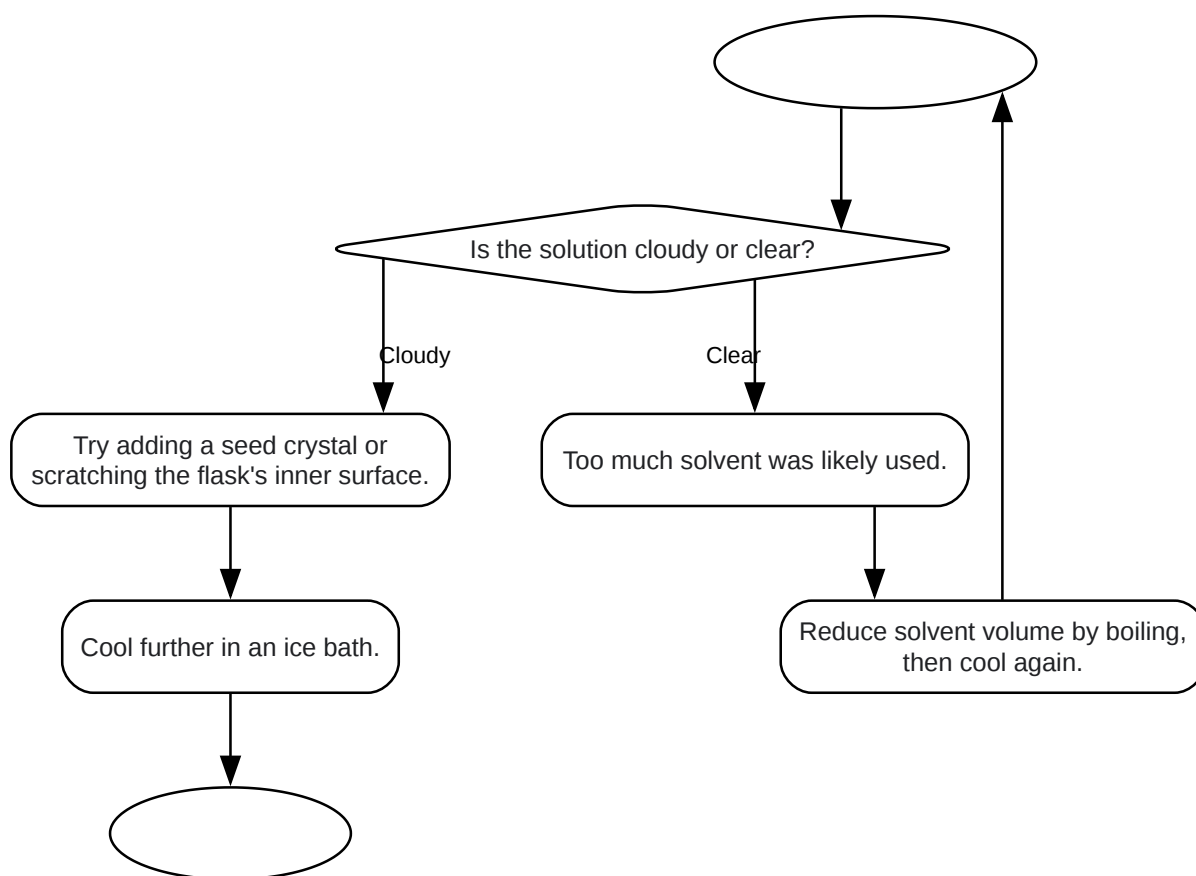 Is the solution cloudy or clear?
Cloudy
Clear
Try adding a seed crystal or
scratching the flask's inner surface.
Too much solvent was likely used.
Cool further in an ice bath.
Reduce solvent volume by boiling,
then cool again.